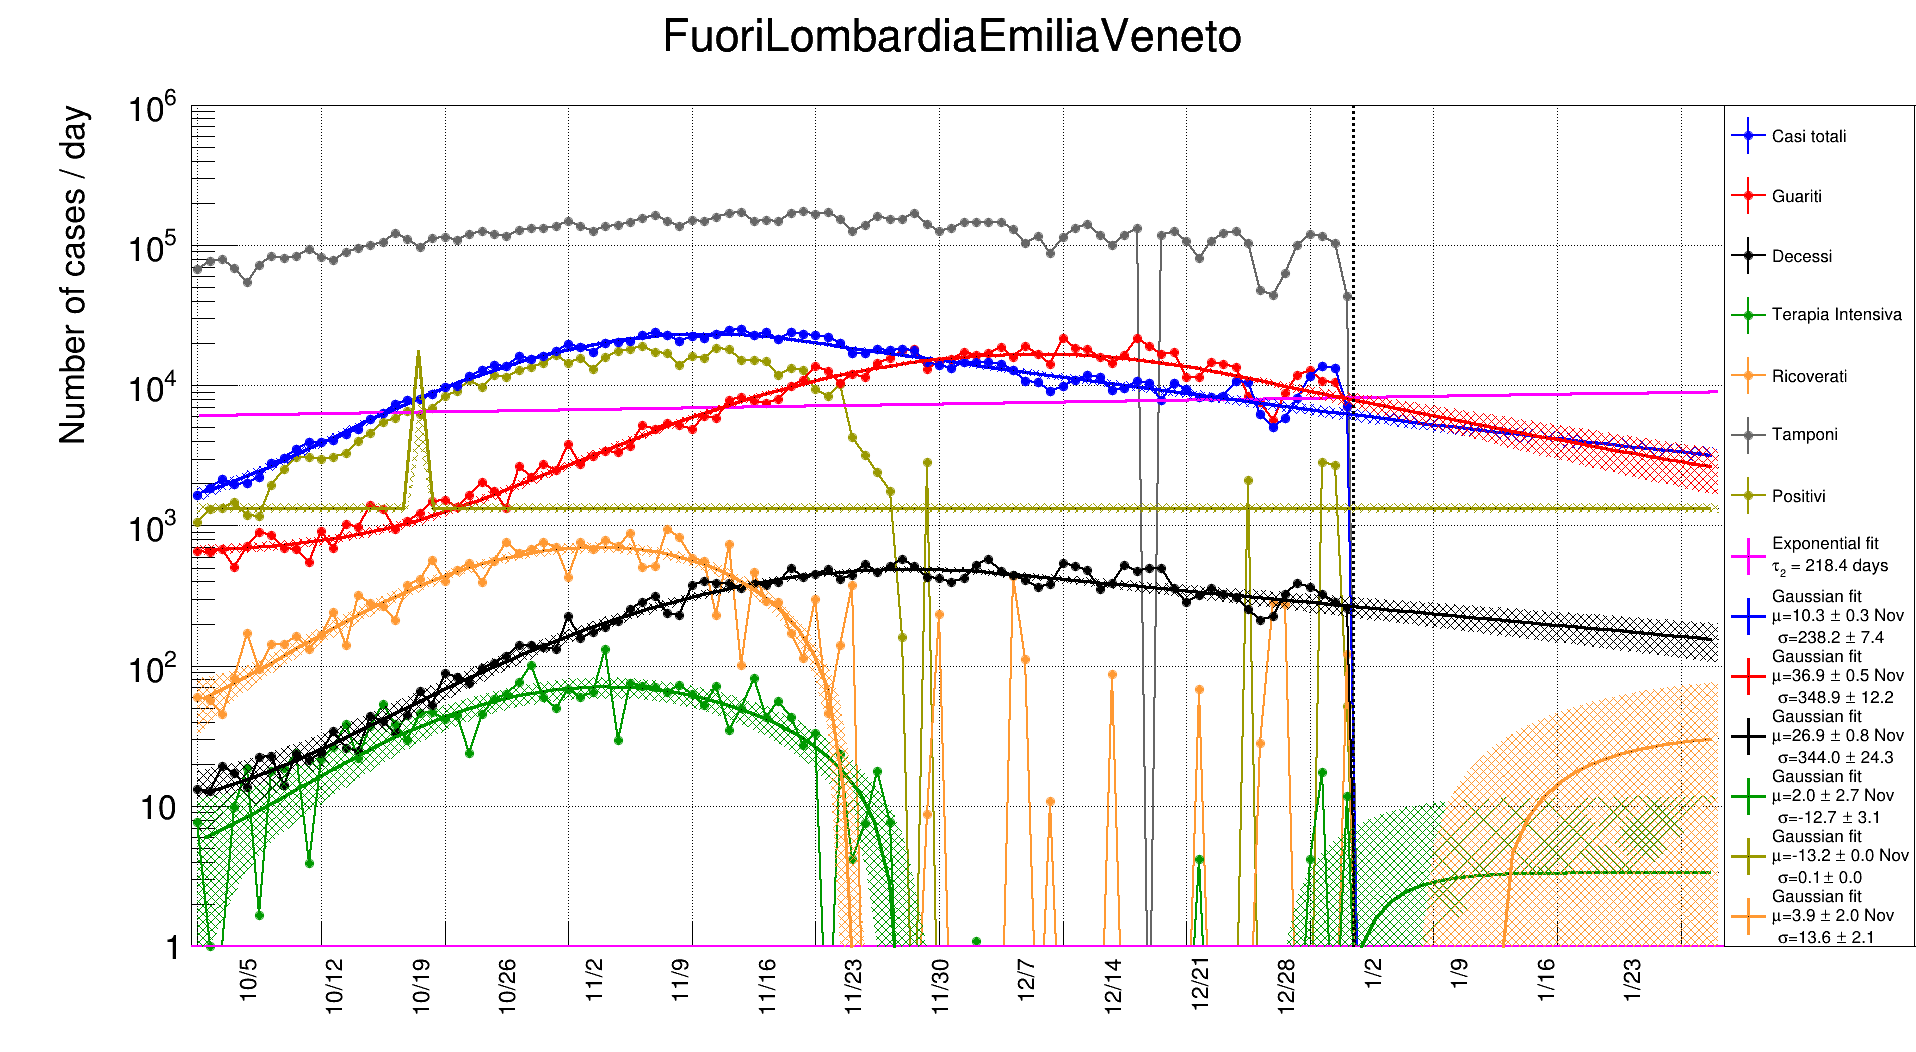 FuoriLombardiaEmiliaVeneto
Number of cases / day
10^6
10^5
10^4
10^3
10^2
10
1
10/5 10/12 10/19 10/26 11/2 11/9 11/16 11/23 11/30 12/7 12/14 12/21 12/28 1/2 1/9 1/16 1/23
Casi totali
Guariti
Decessi
Terapia Intensiva
Ricoverati
Tamponi
Positivi
Exponential fit
τ₂ = 218.4 days
Gaussian fit
μ=10.3 ± 0.3 Nov
σ=238.2 ± 7.4
Gaussian fit
μ=36.9 ± 0.5 Nov
σ=348.9 ± 12.2
Gaussian fit
μ=26.9 ± 0.8 Nov
σ=344.0 ± 24.3
Gaussian fit
μ=2.0 ± 2.7 Nov
σ=-12.7 ± 3.1
Gaussian fit
μ=-13.2 ± 0.0 Nov
σ=0.1 ± 0.0
Gaussian fit
μ=3.9 ± 2.0 Nov
σ=13.6 ± 2.1